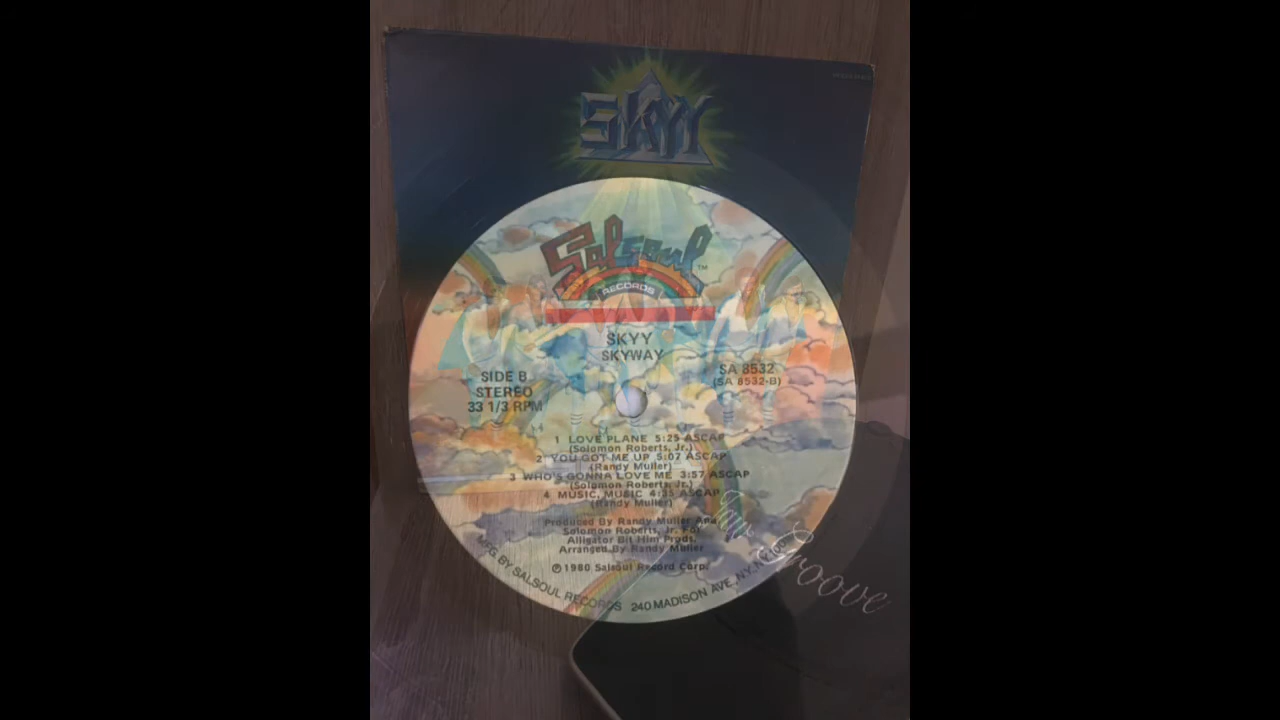 SKYY
Salsoul
TM
RECORDS
SKYY
SKYWAY
SIDE B
STEREO
33 1/3 RPM
SA 8532
(SA 8532-B)
1 LOVE PLANE 5:25 ASCAP
(Solomon Roberts, Jr.)
2 YOU GOT ME UP 5:07 ASCAP
(Randy Muller)
3 WHO'S GONNA LOVE ME 3:57 ASCAP
(Solomon Roberts, Jr.)
4 MUSIC, MUSIC 4:35 ASCAP
(Randy Muller)
Produced By Randy Muller And
Solomon Roberts, Jr. For
Alligator Bit Him Prods.
Arranged By Randy Muller
℗ 1980 Salsoul Record Corp.
MFG. BY SALSOUL RECORDS 240 MADISON AVE., NY, NY
Groove